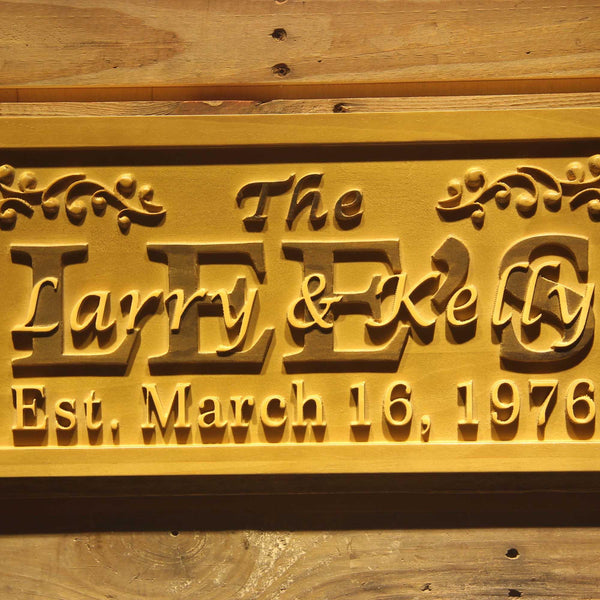 The
LEE'S
Larry & Kelly
Est. March 16, 1976